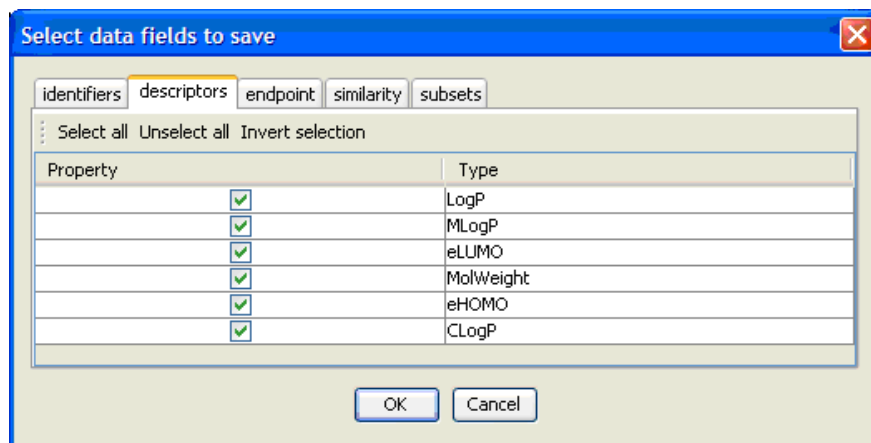 Select data fields to save
identifiers descriptors endpoint similarity subsets
Select all Unselect all Invert selection
Property Type
LogP
MLogP
eLUMO
MolWeight
eHOMO
CLogP
OK Cancel